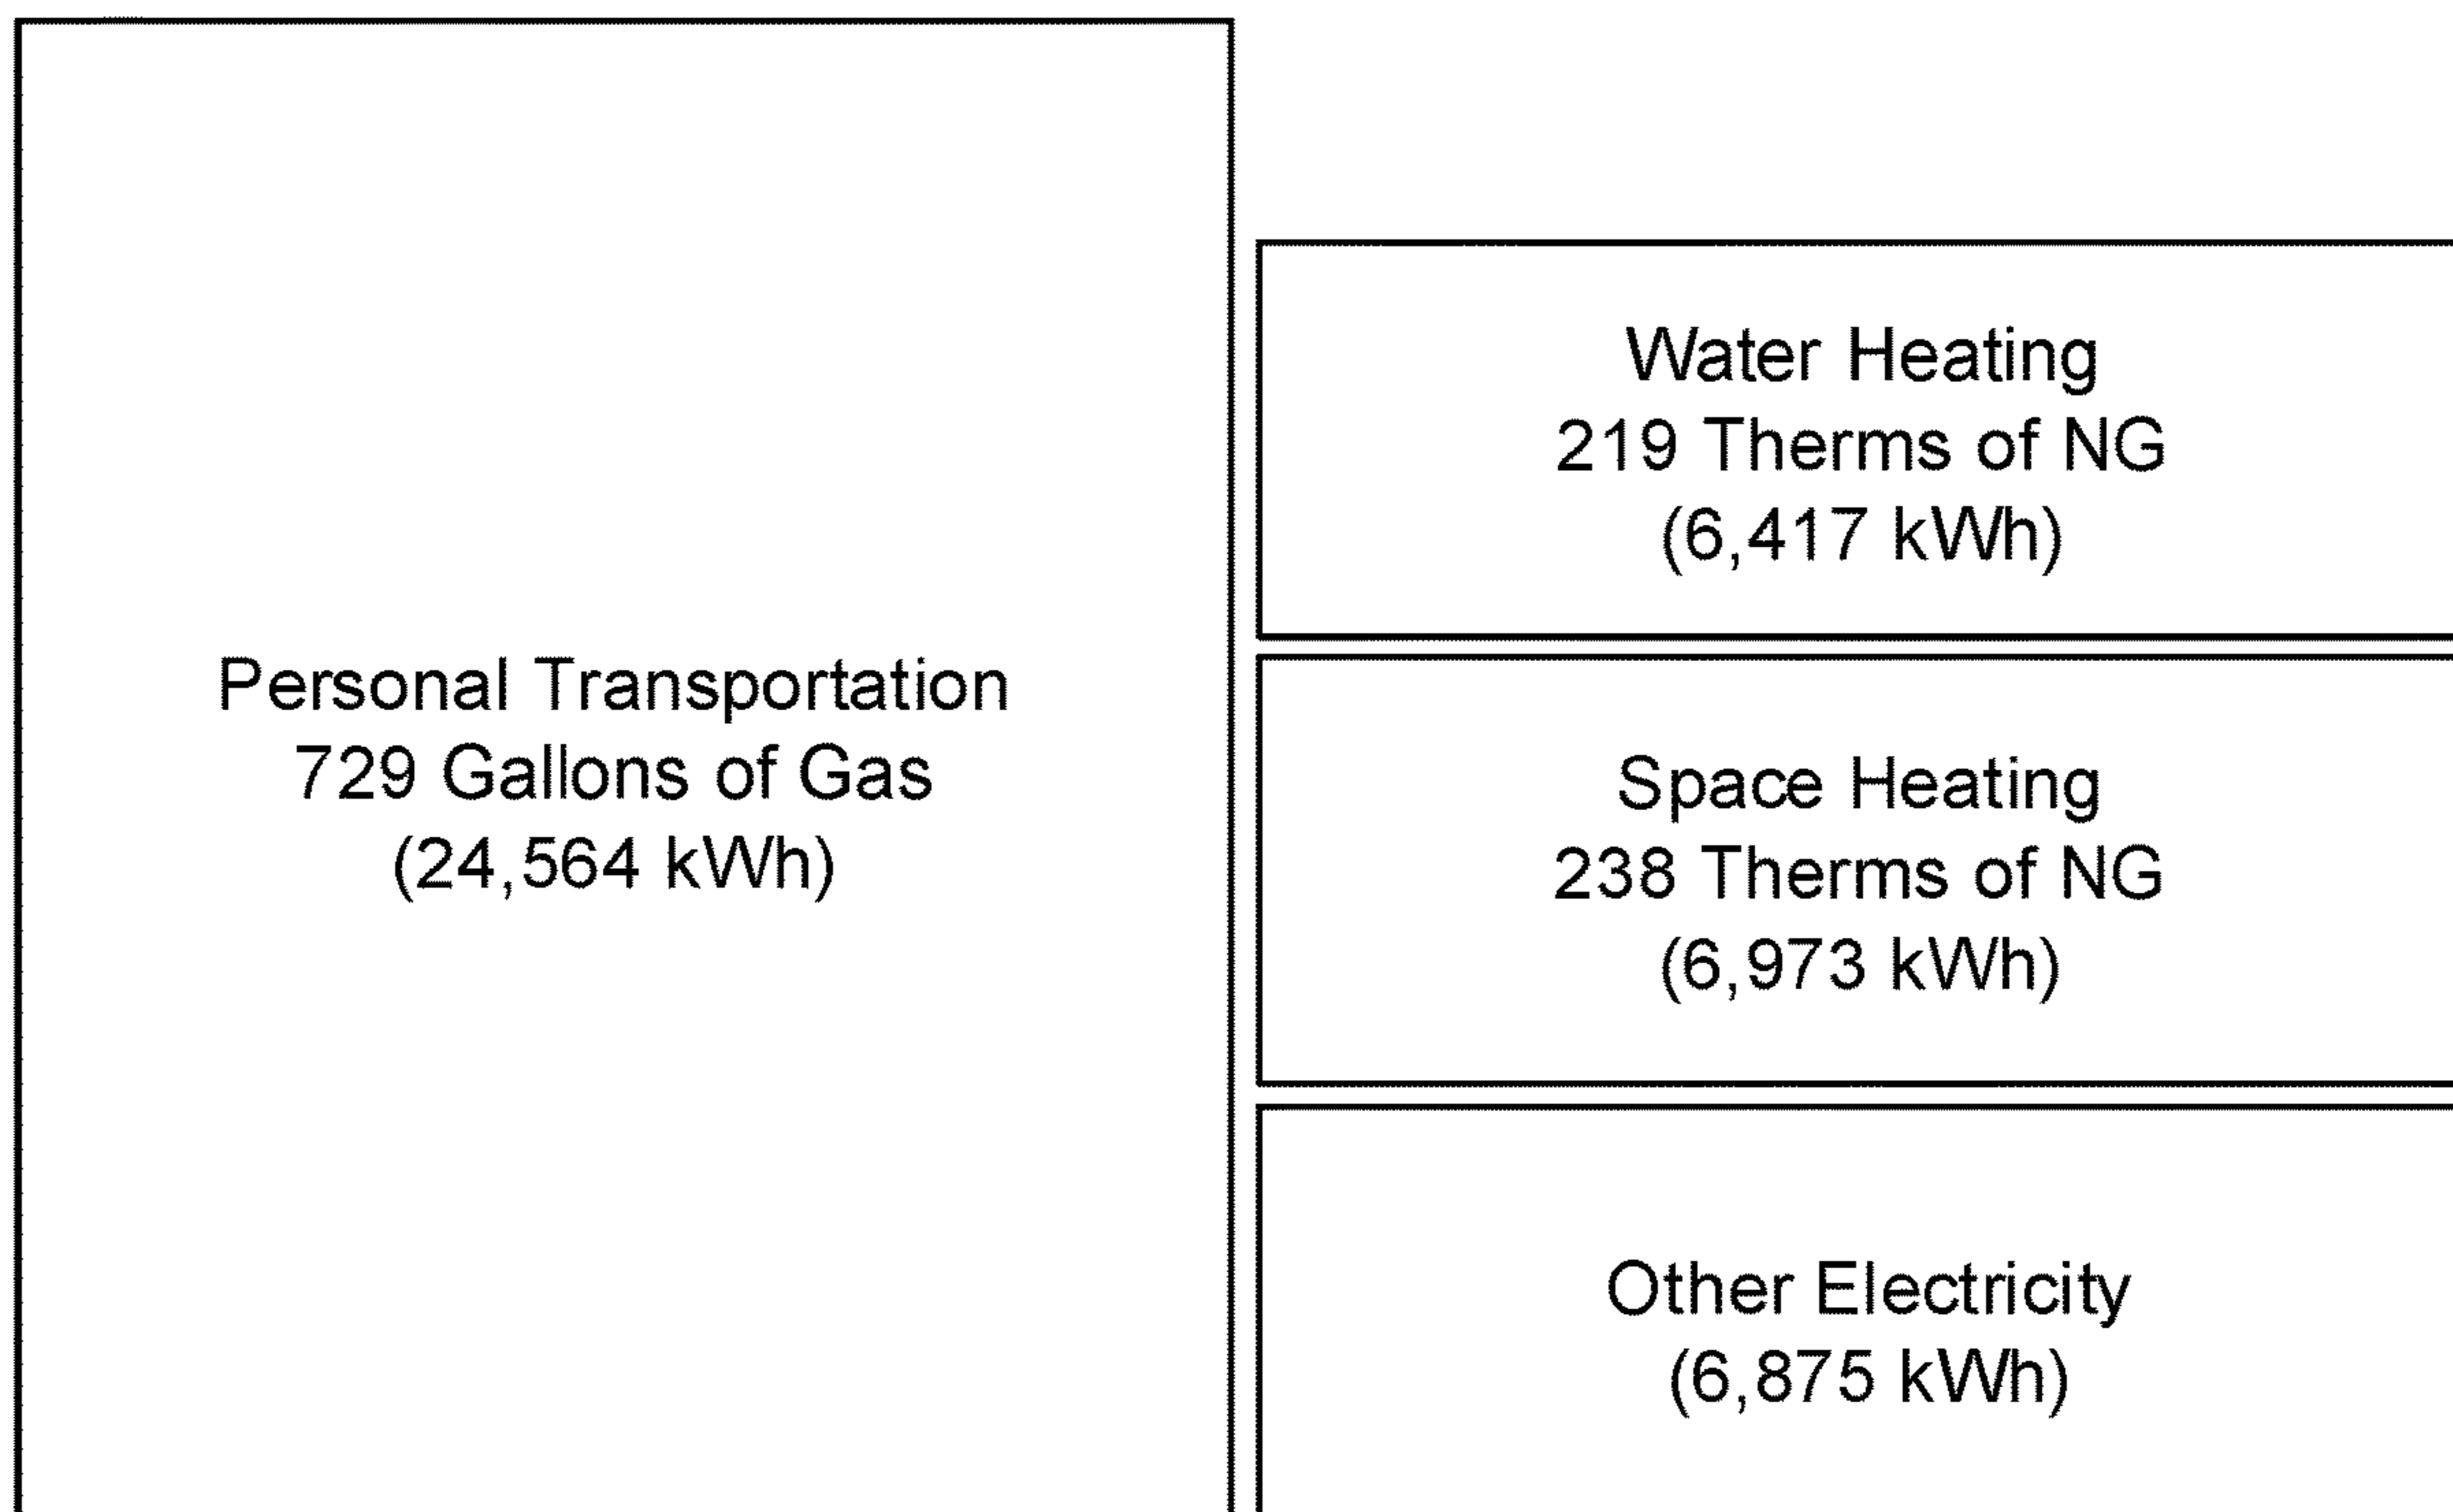 Personal Transportation
729 Gallons of Gas
(24,564 kWh)
Water Heating
219 Therms of NG
(6,417 kWh)
Space Heating
238 Therms of NG
(6,973 kWh)
Other Electricity
(6,875 kWh)